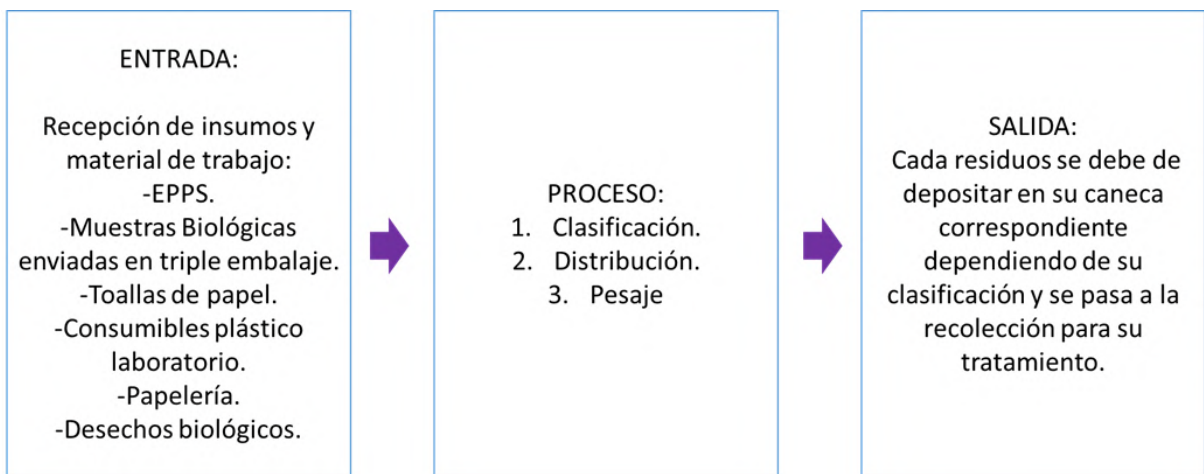 ENTRADA:
Recepción de insumos y
material de trabajo:
-EPPS.
-Muestras Biológicas
enviadas en triple embalaje.
-Toallas de papel.
-Consumibles plástico
laboratorio.
-Papelería.
-Desechos biológicos.
PROCESO:
1. Clasificación.
2. Distribución.
3. Pesaje
SALIDA:
Cada residuos se debe de
depositar en su caneca
correspondiente
dependiendo de su
clasificación y se pasa a la
recolección para su
tratamiento.